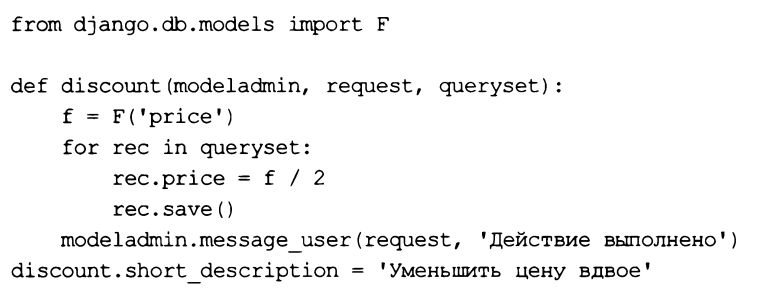 from django.db.models import F
def discount(modeladmin, request, queryset):
    f = F('price')
    for rec in queryset:
        rec.price = f / 2
        rec.save()
    modeladmin.message_user(request, 'Действие выполнено')
discount.short_description = 'Уменьшить цену вдвое'